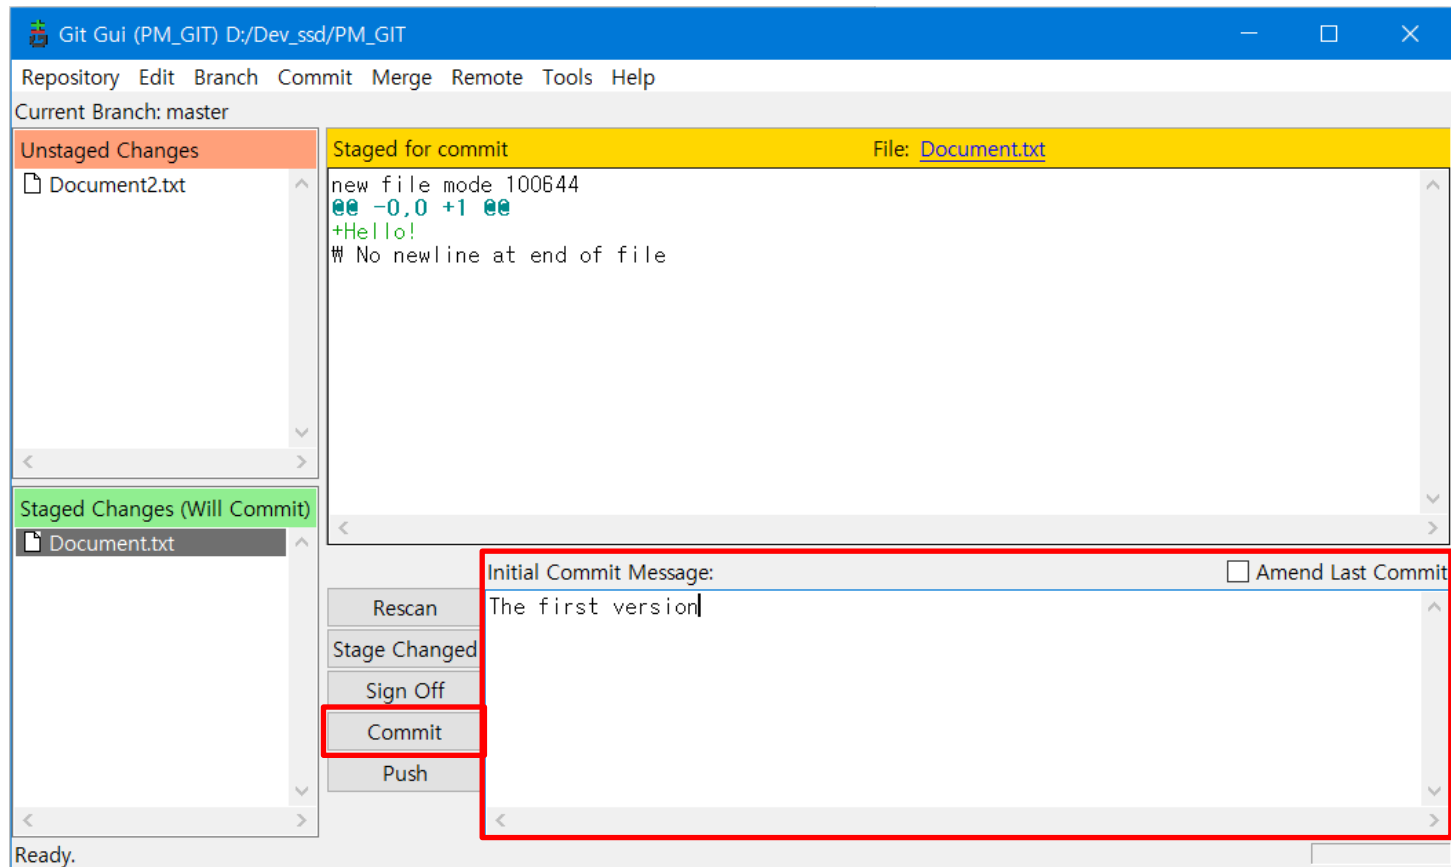 Git Gui (PM_GIT) D:/Dev_ssd/PM_GIT
Repository Edit Branch Commit Merge Remote Tools Help
Current Branch: master
Unstaged Changes
Document2.txt
Staged Changes (Will Commit)
Document.txt
Staged for commit File: Document.txt
new file mode 100644
@@ -0,0 +1 @@
+Hello!
₩ No newline at end of file
Rescan
Stage Changed
Sign Off
Commit
Push
Initial Commit Message: Amend Last Commit
The first version
Ready.